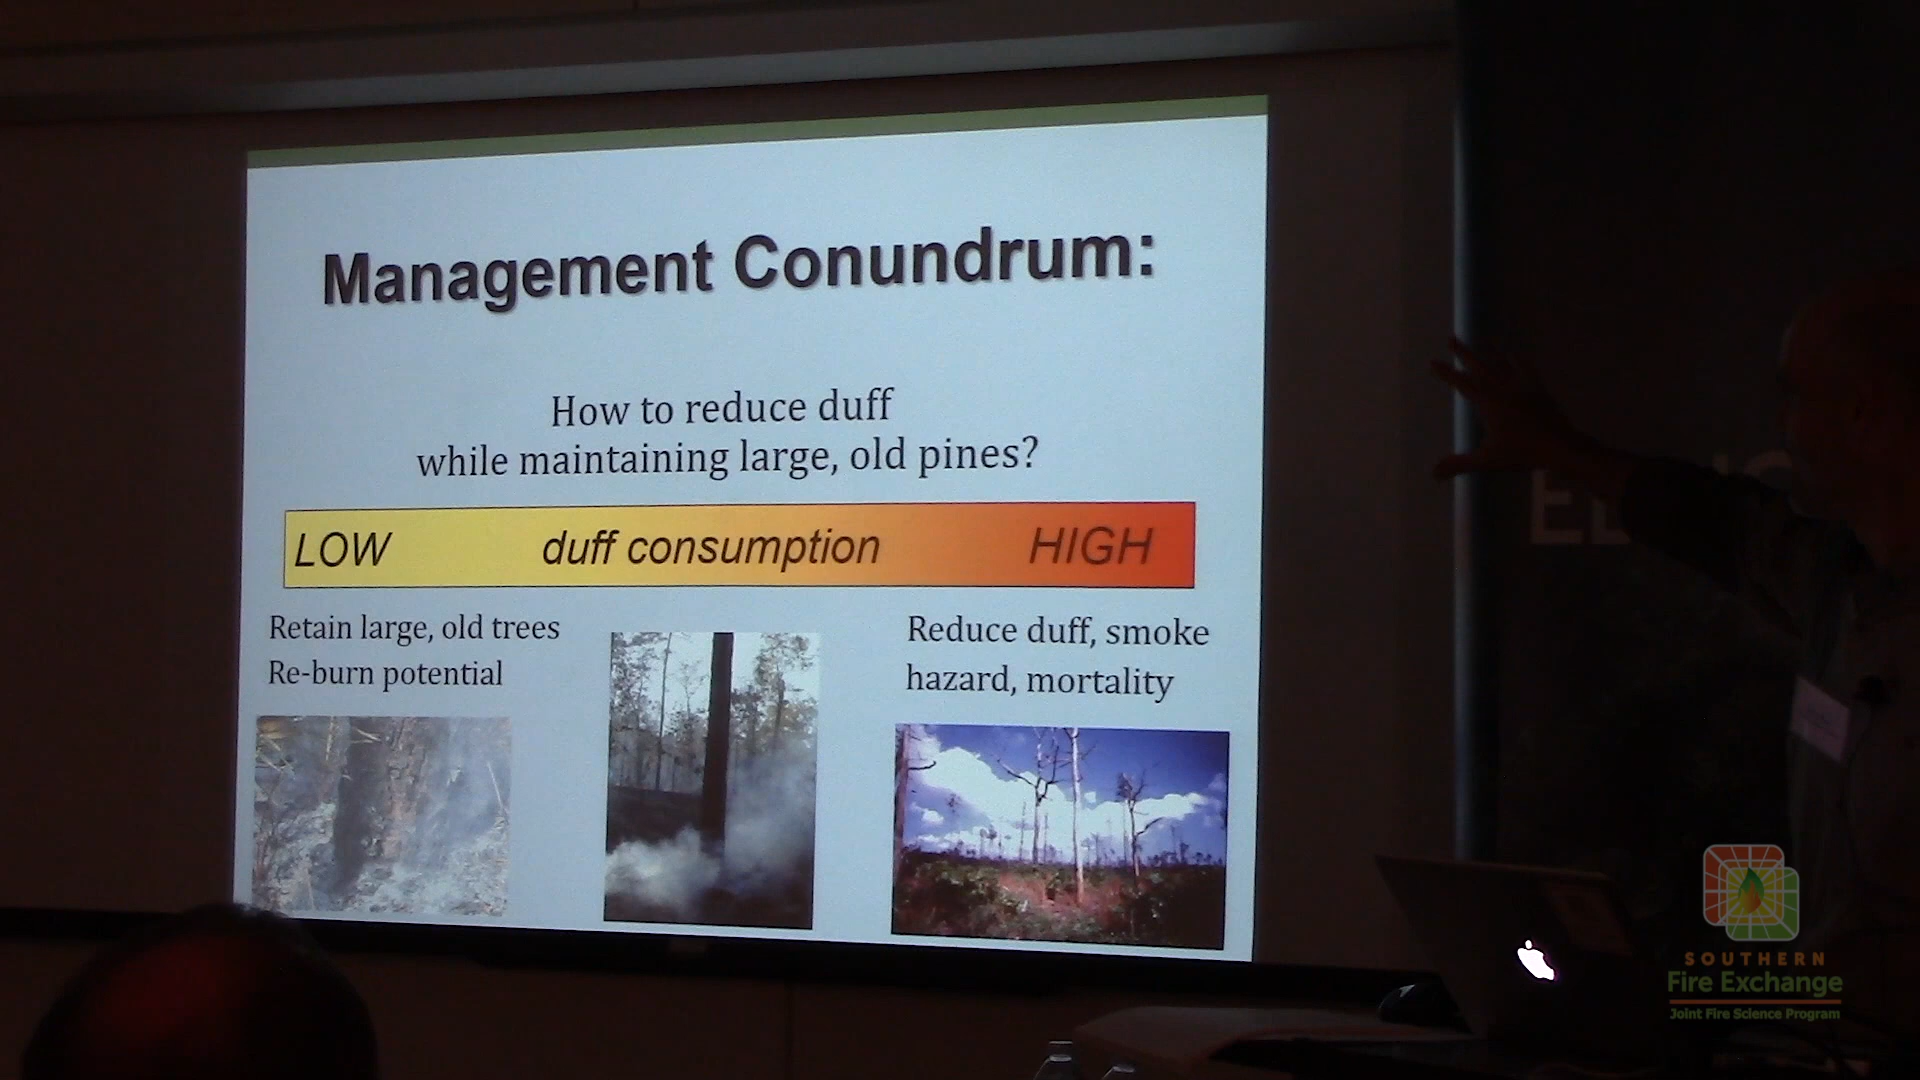 Management Conundrum:
How to reduce duff
while maintaining large, old pines?
LOW duff consumption HIGH
Retain large, old trees
Re-burn potential
Reduce duff, smoke
hazard, mortality
SOUTHERN
Fire Exchange
Joint Fire Science Program